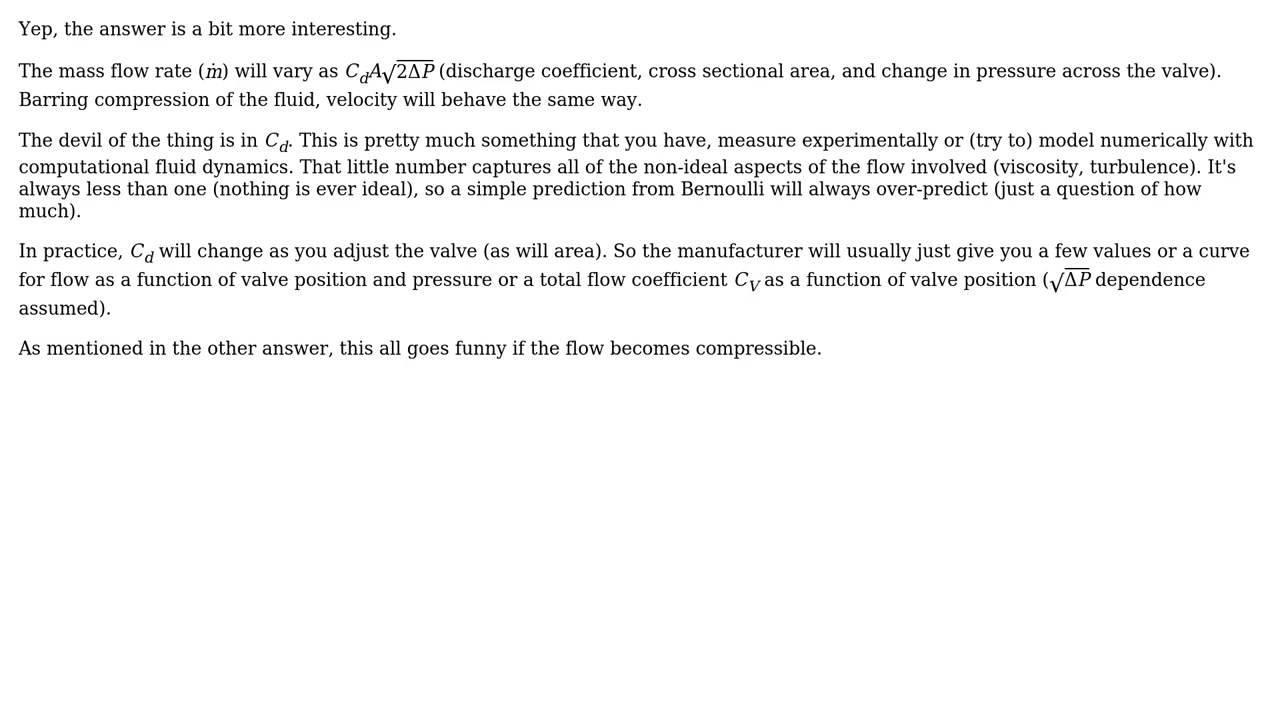 Yep, the answer is a bit more interesting.
The mass flow rate (ṁ) will vary as C_dA√(2ΔP) (discharge coefficient, cross sectional area, and change in pressure across the valve).
Barring compression of the fluid, velocity will behave the same way.
The devil of the thing is in C_d. This is pretty much something that you have, measure experimentally or (try to) model numerically with
computational fluid dynamics. That little number captures all of the non-ideal aspects of the flow involved (viscosity, turbulence). It's
always less than one (nothing is ever ideal), so a simple prediction from Bernoulli will always over-predict (just a question of how
much).
In practice, C_d will change as you adjust the valve (as will area). So the manufacturer will usually just give you a few values or a curve
for flow as a function of valve position and pressure or a total flow coefficient C_V as a function of valve position (√(ΔP) dependence
assumed).
As mentioned in the other answer, this all goes funny if the flow becomes compressible.